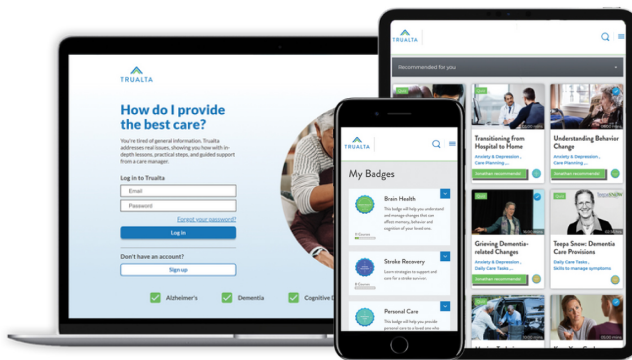 TRUALTA
How do I provide
the best care?
You're tired of general information. Trualta
addresses real issues, showing you how with in-
depth lessons, practical steps, and guided support
from a care manager.
Log in to Trualta
Email
Password
Forgot your password?
Log in
Don't have an account?
Sign up
Alzheimer's
Dementia
Cognitive
TRUALTA
My Badges
Brain Health
This badge will help you understand
and manage changes that can
affect memory, behavior and
cognition of your loved one.
Stroke Recovery
Learn strategies to support and
care for a stroke survivor.
Personal Care
This badge will help you provide
personal care to a loved one who
TRUALTA
Recommended for you
Transitioning from
Hospital to Home
Anxiety & Depression ,
Care Planning ...
Jonathan recommends!
Understanding Behavior
Change
Anxiety & Depression ,
Care Planning ...
Grieving Dementia-
related Changes
Anxiety & Depression ,
Daily Care Tasks ...
Jonathan recommends!
Teepa Snow: Dementia
Care Provisions
Daily Care Tasks ,
Skills to manage symptoms